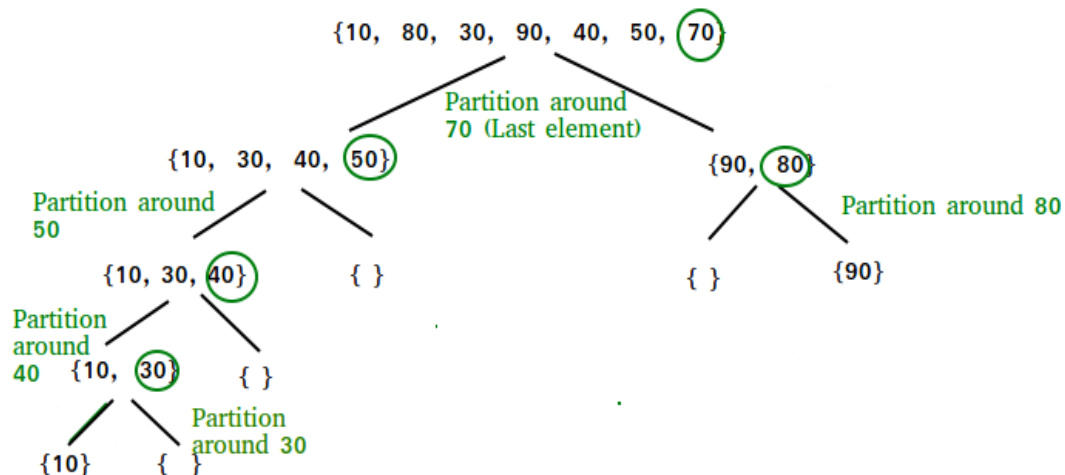 {10, 80, 30, 90, 40, 50, 70}
Partition around
70 (Last element)
{10, 30, 40, 50}
{90, 80}
Partition around
50
Partition around 80
{10, 30, 40}
{ }
{ }
{90}
Partition
around
40
{10, 30}
{ }
Partition
around 30
{10}
{ }